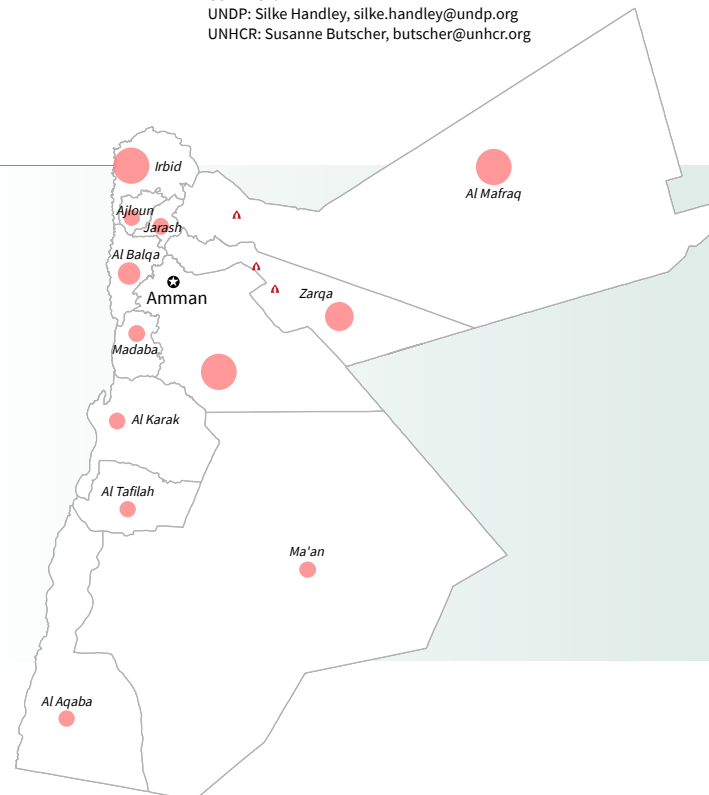 UNDP: Silke Handley, silke.handley@undp.org
UNHCR: Susanne Butscher, butscher@unhcr.org
Irbid
Al Mafraq
Ajloun
Jarash
Al Balqa
Amman
Zarqa
Madaba
Al Karak
Al Tafilah
Ma'an
Al Aqaba